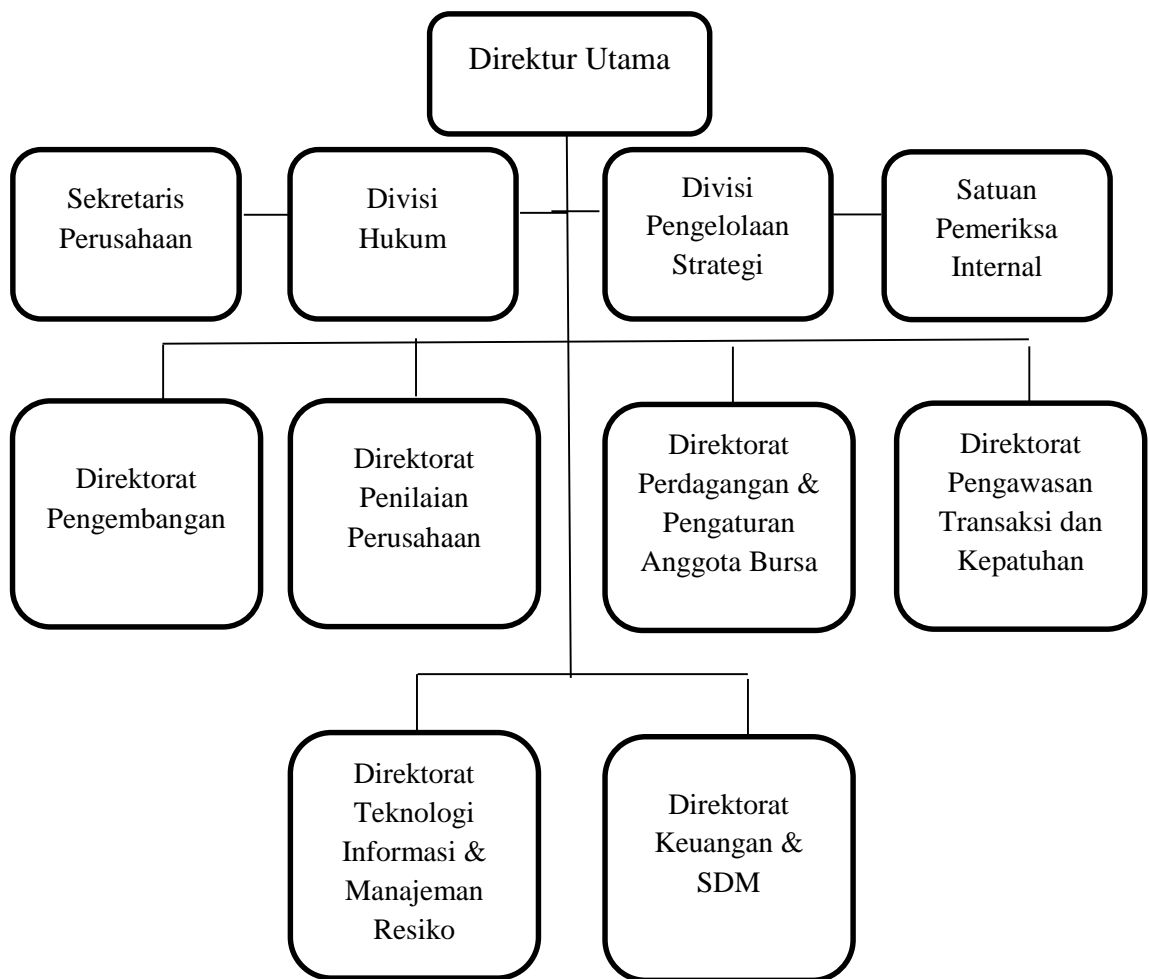 Direktur Utama
Sekretaris
Perusahaan
Divisi
Hukum
Divisi
Pengelolaan
Strategi
Satuan
Pemeriksa
Internal
Direktorat
Pengembangan
Direktorat
Penilaian
Perusahaan
Direktorat
Perdagangan &
Pengaturan
Anggota Bursa
Direktorat
Pengawasan
Transaksi dan
Kepatuhan
Direktorat
Teknologi
Informasi &
Manajeman
Resiko
Direktorat
Keuangan &
SDM